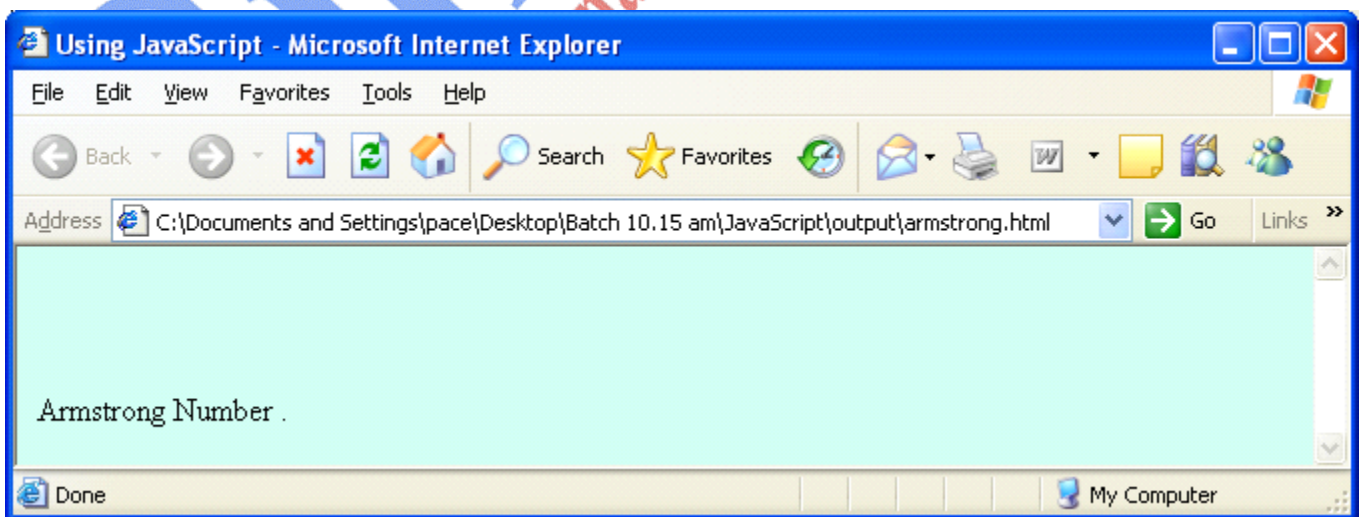 Using JavaScript - Microsoft Internet Explorer
File Edit View Favorites Tools Help
Back Search Favorites W
Address C:\Documents and Settings\pace\Desktop\Batch 10.15 am\JavaScript\output\armstrong.html Go Links »
Armstrong Number .
Done My Computer